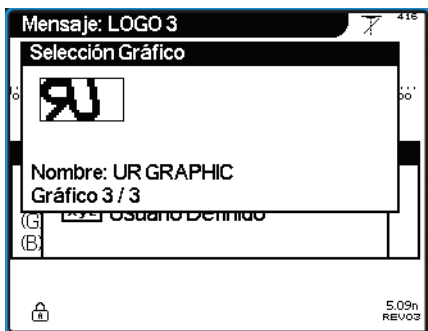 Mensaje: LOGO 3
416
Selección Gráfico
Nombre: UR GRAPHIC
Gráfico 3 / 3
Usuario Definido
(G)
(B)
5.09n
REV03